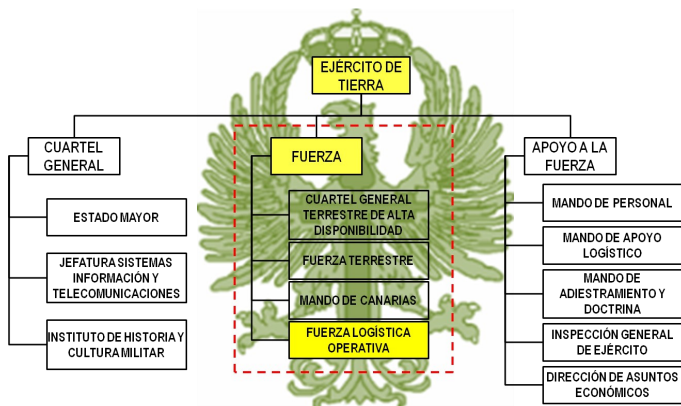 EJÉRCITO DE
TIERRA
CUARTEL
GENERAL
ESTADO MAYOR
JEFATURA SISTEMAS
INFORMACIÓN Y
TELECOMUNICACIONES
INSTITUTO DE HISTORIA Y
CULTURA MILITAR
FUERZA
CUARTEL GENERAL
TERRESTRE DE ALTA
DISPONIBILIDAD
FUERZA TERRESTRE
MANDO DE CANARIAS
FUERZA LOGÍSTICA
OPERATIVA
APOYO A LA
FUERZA
MANDO DE PERSONAL
MANDO DE APOYO
LOGÍSTICO
MANDO DE
ADIESTRAMIENTO Y
DOCTRINA
INSPECCIÓN GENERAL
DE EJÉRCITO
DIRECCIÓN DE ASUNTOS
ECONÓMICOS